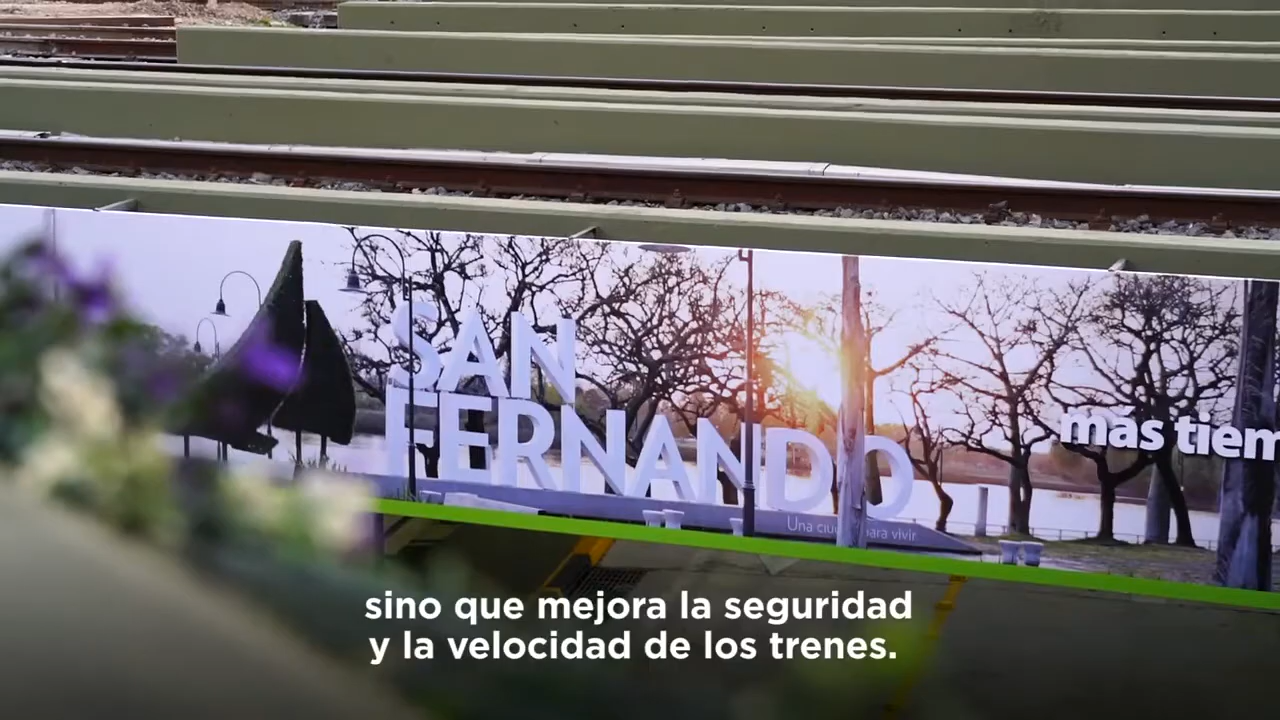 SAN
FERNANDO
más tiem
Una ciu
para vivir
sino que mejora la seguridad
y la velocidad de los trenes.